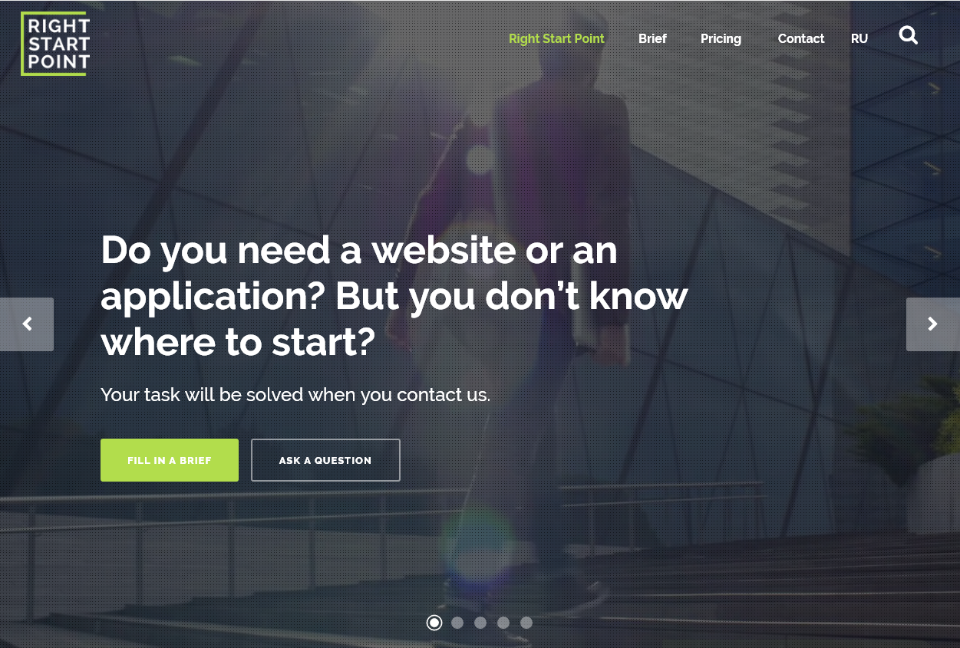 RIGHT
START
POINT
Right Start Point Brief Pricing Contact RU
Do you need a website or an
application? But you don’t know
where to start?
Your task will be solved when you contact us.
FILL IN A BRIEF ASK A QUESTION